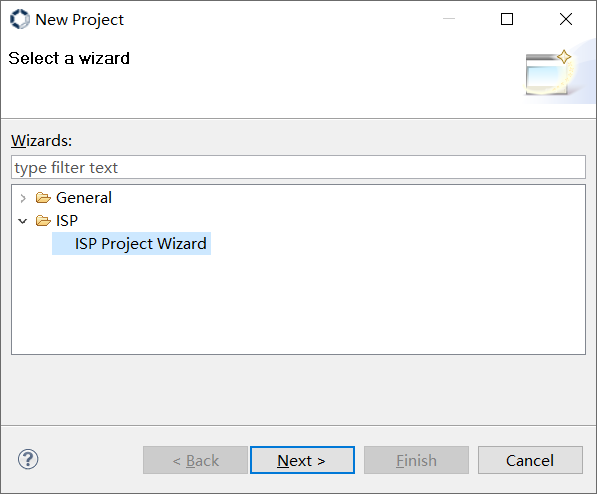 New Project
Select a wizard
Wizards:
type filter text
General
ISP
ISP Project Wizard
?
< Back
Next >
Finish
Cancel